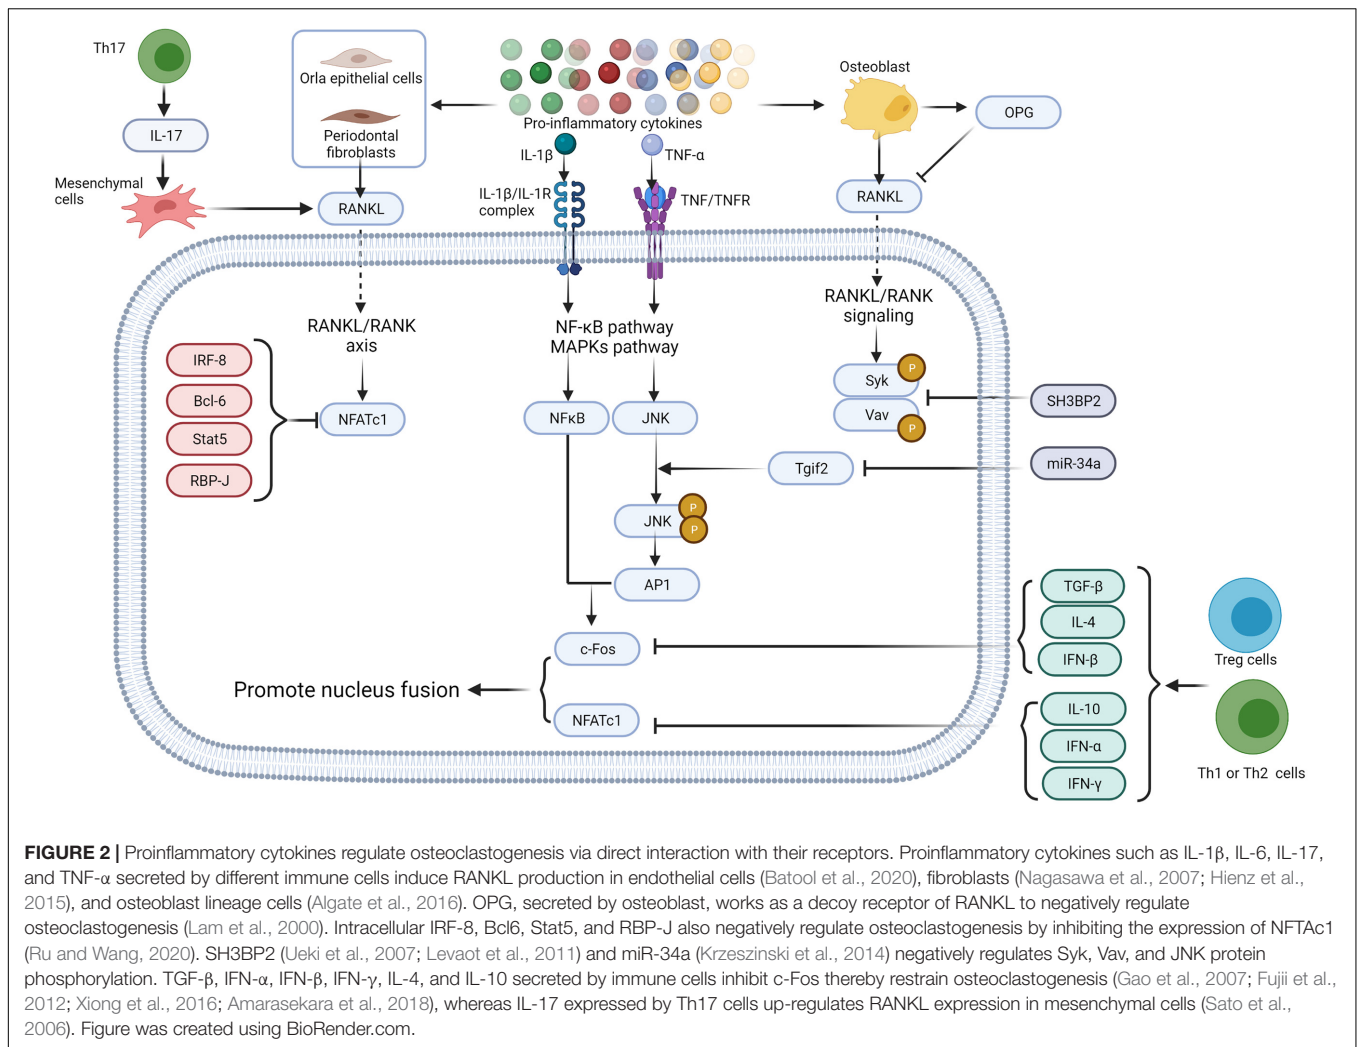 Th17
IL-17
Mesenchymal
cells
Orla epithelial cells
Periodontal
fibroblasts
RANKL
Pro-inflammatory cytokines
IL-1β
TNF-α
IL-1β/IL-1R
complex
TNF/TNFR
Osteoblast
OPG
RANKL
RANKL/RANK
axis
NF-κB pathway
MAPKs pathway
RANKL/RANK
signaling
IRF-8
Bcl-6
Stat5
RBP-J
NFATc1
NFκB
JNK
Syk
P
Vav
P
SH3BP2
Tgif2
miR-34a
JNK
P
P
AP1
c-Fos
NFATc1
Promote nucleus fusion
TGF-β
IL-4
IFN-β
IL-10
IFN-α
IFN-γ
Treg cells
Th1 or Th2 cells
FIGURE 2 | Proinflammatory cytokines regulate osteoclastogenesis via direct interaction with their receptors. Proinflammatory cytokines such as IL-1β, IL-6, IL-17,
and TNF-α secreted by different immune cells induce RANKL production in endothelial cells (Batool et al., 2020), fibroblasts (Nagasawa et al., 2007; Hienz et al.,
2015), and osteoblast lineage cells (Algate et al., 2016). OPG, secreted by osteoblast, works as a decoy receptor of RANKL to negatively regulate
osteoclastogenesis (Lam et al., 2000). Intracellular IRF-8, Bcl6, Stat5, and RBP-J also negatively regulate osteoclastogenesis by inhibiting the expression of NFTAc1
(Ru and Wang, 2020). SH3BP2 (Ueki et al., 2007; Levaot et al., 2011) and miR-34a (Krzeszinski et al., 2014) negatively regulates Syk, Vav, and JNK protein
phosphorylation. TGF-β, IFN-α, IFN-β, IFN-γ, IL-4, and IL-10 secreted by immune cells inhibit c-Fos thereby restrain osteoclastogenesis (Gao et al., 2007; Fujii et al.,
2012; Xiong et al., 2016; Amarasekara et al., 2018), whereas IL-17 expressed by Th17 cells up-regulates RANKL expression in mesenchymal cells (Sato et al.,
2006). Figure was created using BioRender.com.